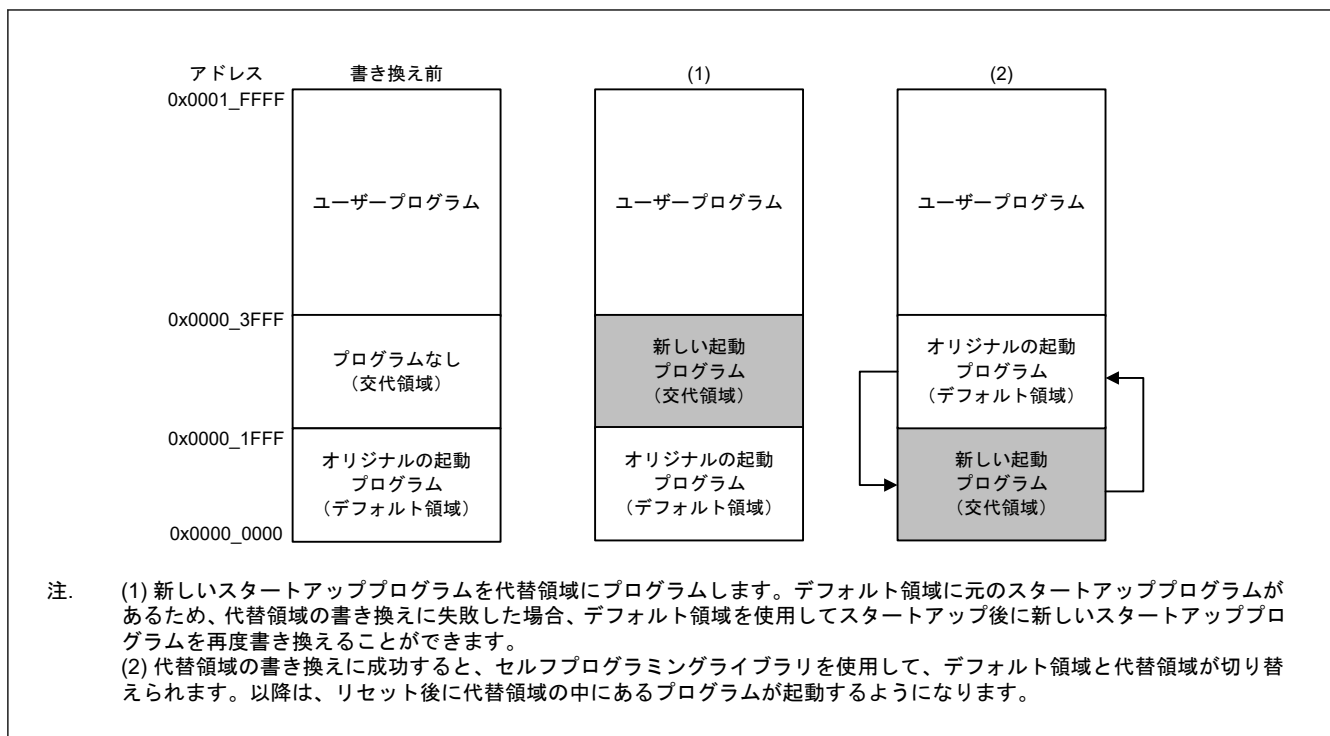 アドレス
書き換え前
(1)
(2)
0x0001_FFFF
ユーザープログラム
ユーザープログラム
ユーザープログラム
0x0000_3FFF
プログラムなし
（交代領域）
新しい起動
プログラム
（交代領域）
オリジナルの起動
プログラム
（デフォルト領域）
0x0000_1FFF
オリジナルの起動
プログラム
（デフォルト領域）
オリジナルの起動
プログラム
（デフォルト領域）
新しい起動
プログラム
（交代領域）
0x0000_0000
注. (1) 新しいスタートアッププログラムを代替領域にプログラムします。デフォルト領域に元のスタートアッププログラムが
あるため、代替領域の書き換えに失敗した場合、デフォルト領域を使用してスタートアップ後に新しいスタートアッププロ
グラムを再度書き換えることができます。
(2) 代替領域の書き換えに成功すると、セルフプログラミングライブラリを使用して、デフォルト領域と代替領域が切り替
えられます。以降は、リセット後に代替領域の中にあるプログラムが起動するようになります。